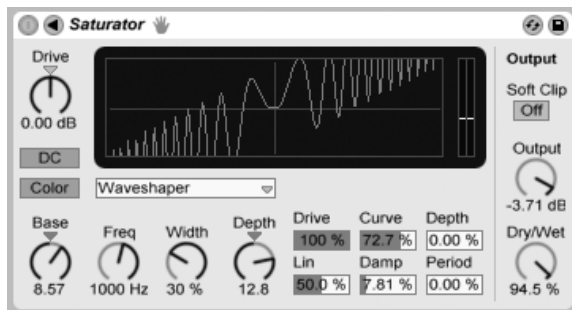 Saturator
Drive
0.00 dB
DC
Color
Waveshaper
Base
8.57
Freq
1000 Hz
Width
30 %
Depth
12.8
Drive
100 %
Curve
72.7 %
Depth
0.00 %
Lin
50.0 %
Damp
7.81 %
Period
0.00 %
Output
Soft Clip
Off
Output
-3.71 dB
Dry/Wet
94.5 %